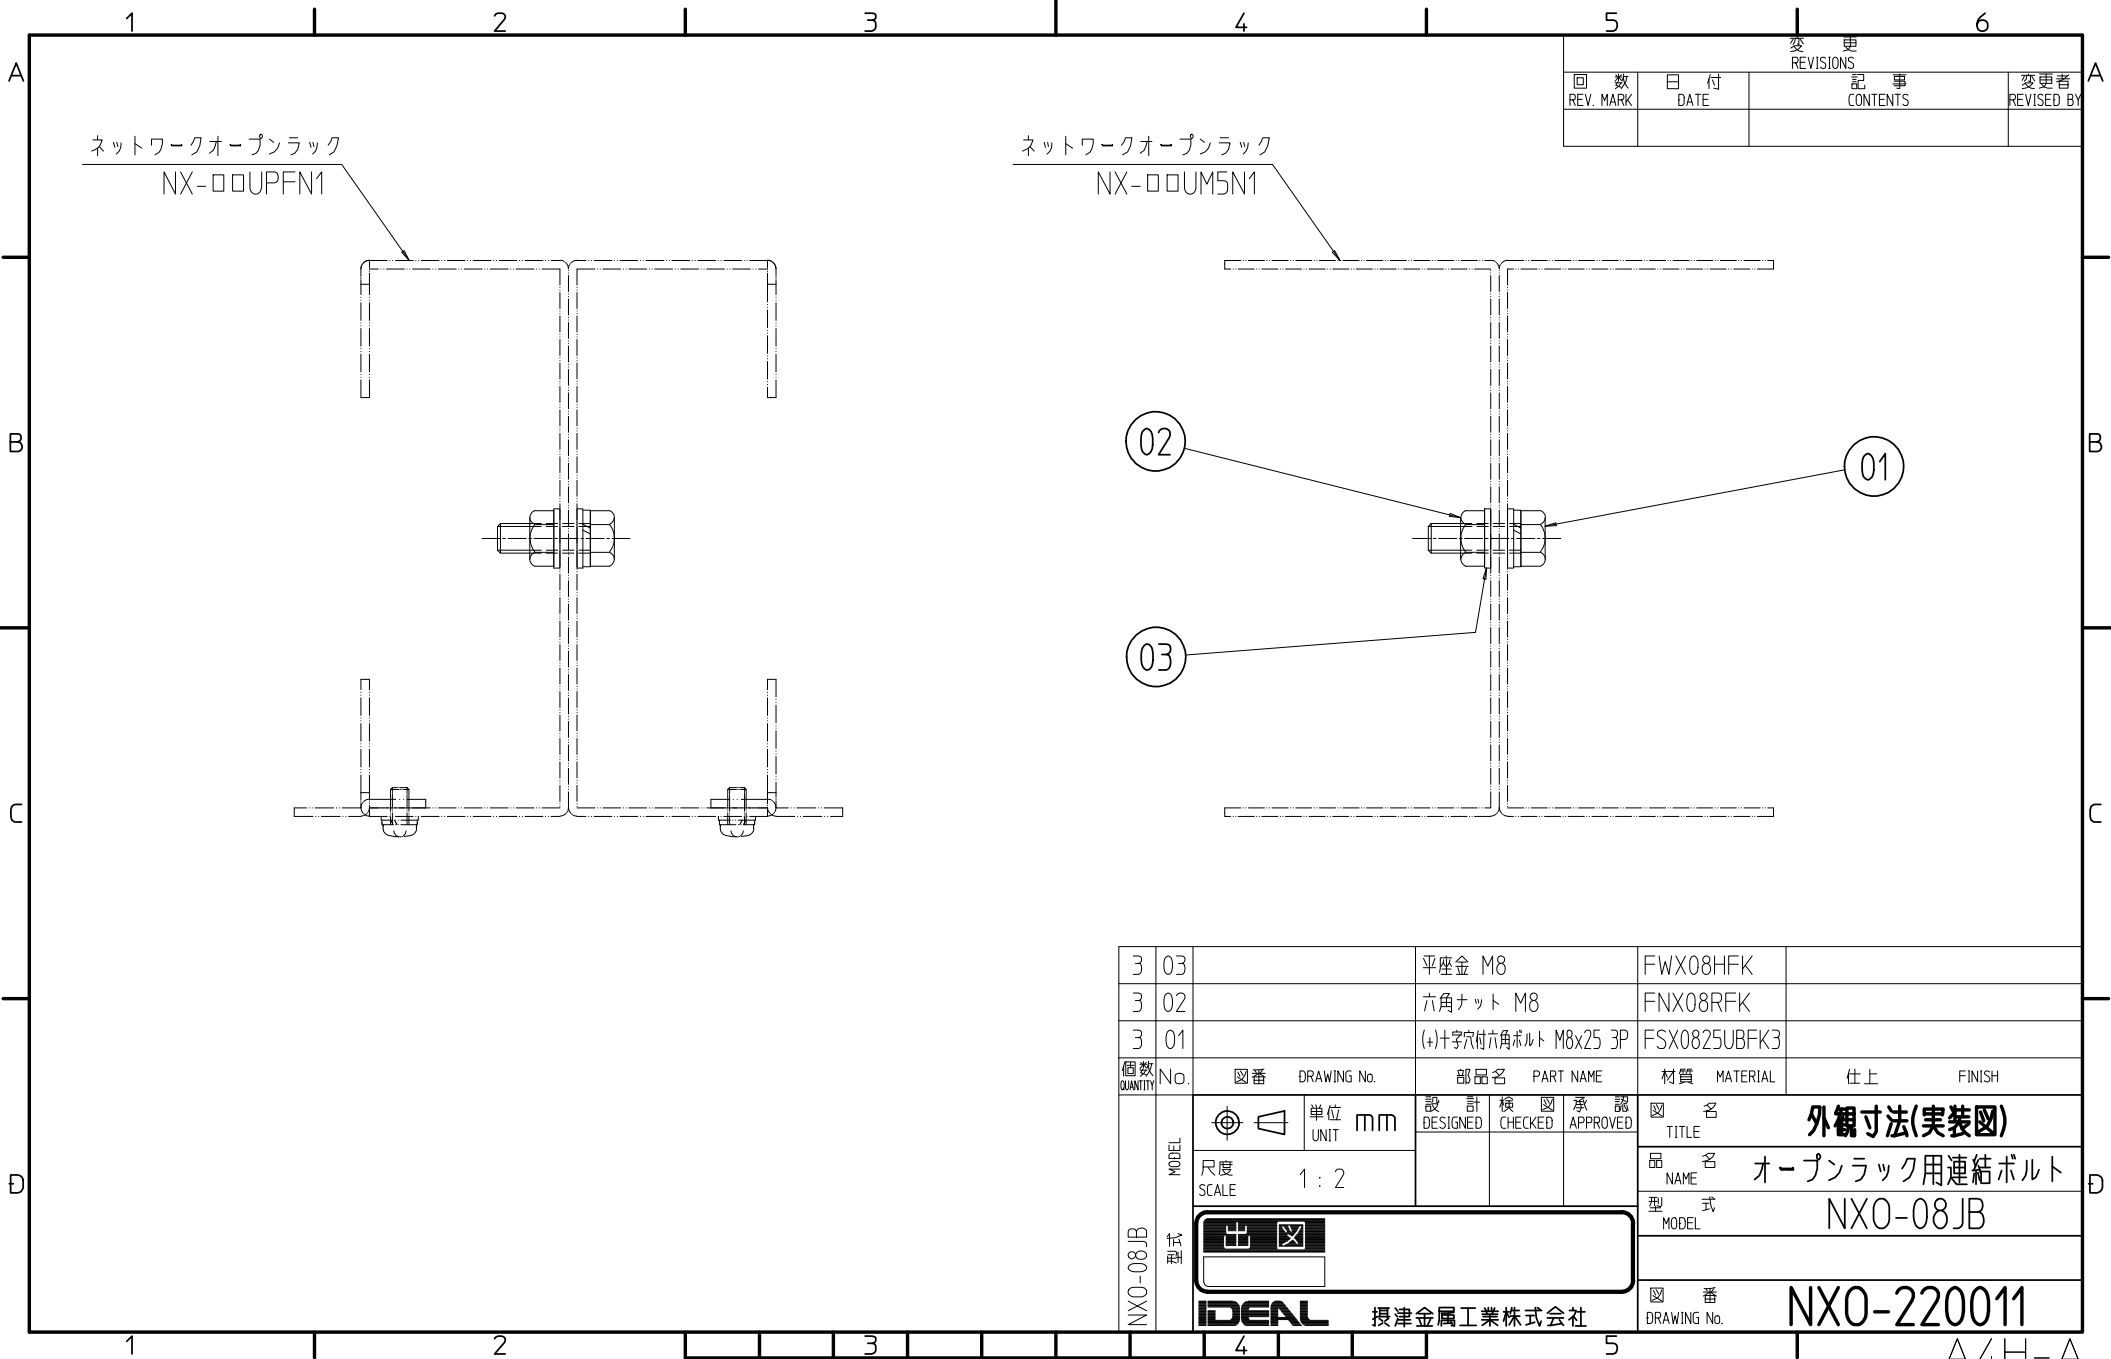 1 2 3 4 5 6
A
B
C
D
A
B
C
D
変 更
REVISIONS
回 数 日 付 記 事 変更者
REV. MARK DATE CONTENTS REVISED BY
ネットワークオープンラック
NX-□□UPFN1
ネットワークオープンラック
NX-□□UM5N1
02
01
03
3 03 平座金 M8 FWX08HFK
3 02 六角ナット M8 FNX08RFK
3 01 (+)十字穴付六角ボルト M8x25 3P FSX0825UBFK3
個数 No. 図番 DRAWING No. 部品名 PART NAME 材質 MATERIAL 仕上 FINISH
QUANTITY
型式 MODEL
NXO-08JB
単位 mm
UNIT
尺度 1 : 2
SCALE
設 計 検 図 承 認
DESIGNED CHECKED APPROVED
出 図
IDEAL 摂津金属工業株式会社
図 名 外観寸法(実装図)
TITLE
品 名 オープンラック用連結ボルト
NAME
型 式 NXO-08JB
MODEL
図 番 NXO-220011
DRAWING No.
1 2 3 4 5
A4H-A